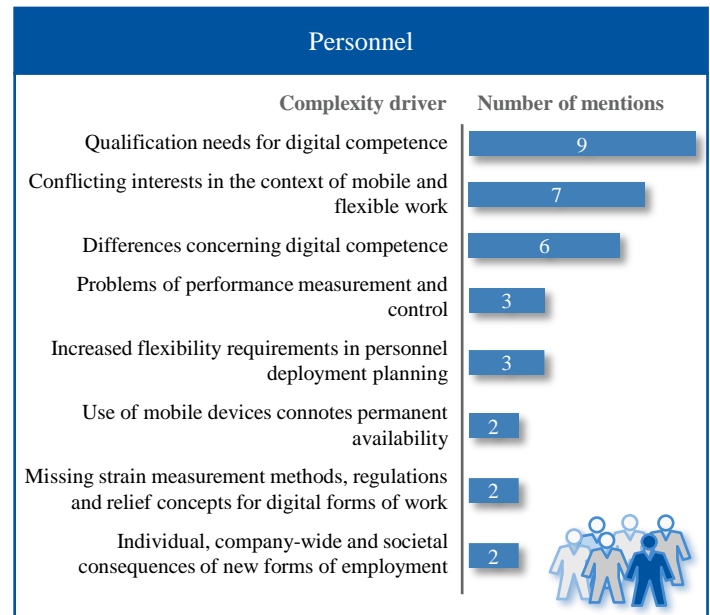 Personnel
Complexity driver Number of mentions
Qualification needs for digital competence 9
Conflicting interests in the context of mobile and
flexible work 7
Differences concerning digital competence 6
Problems of performance measurement and
control 3
Increased flexibility requirements in personnel
deployment planning 3
Use of mobile devices connotes permanent
availability 2
Missing strain measurement methods, regulations
and relief concepts for digital forms of work 2
Individual, company-wide and societal
consequences of new forms of employment 2